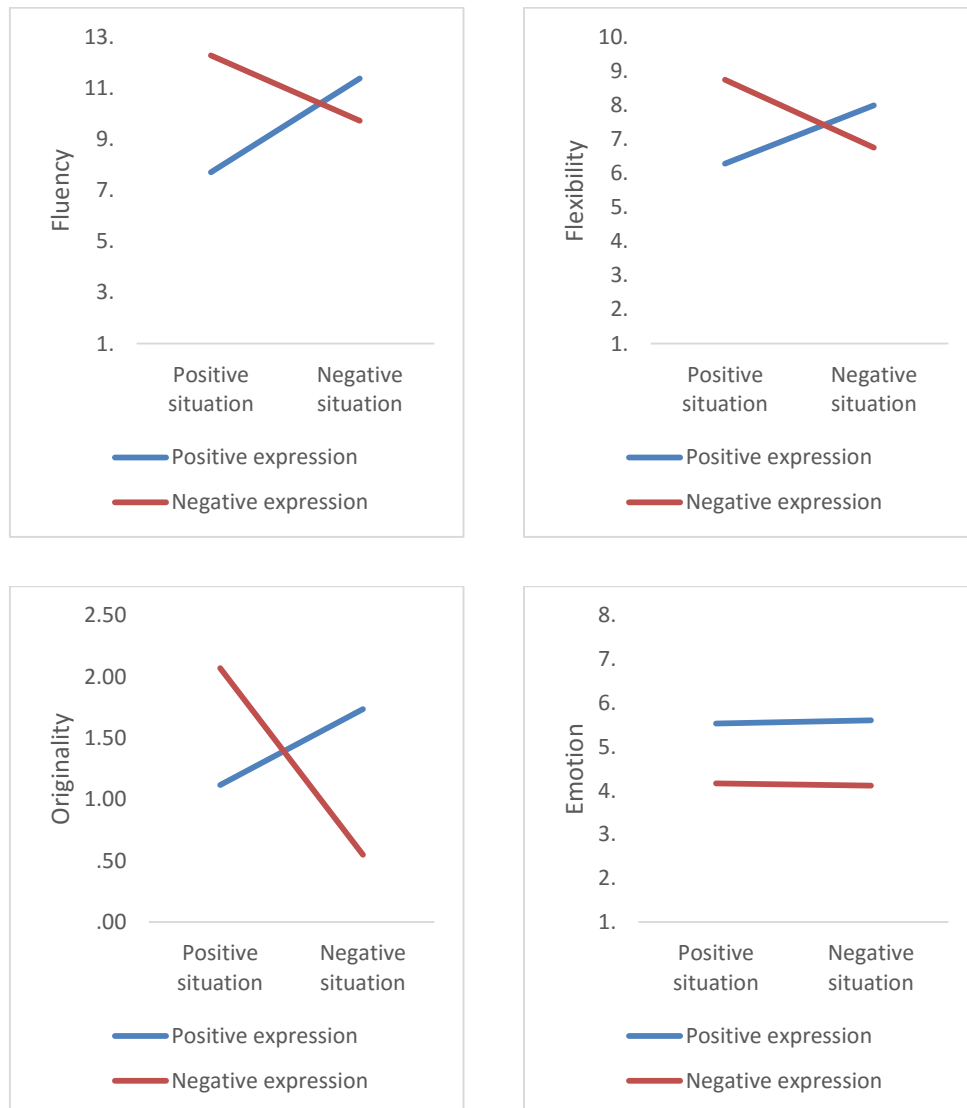 13.
11.
9.
7.
5.
3.
1.
Fluency
Positive situation
Negative situation
Positive expression
Negative expression
10.
9.
8.
7.
6.
5.
4.
3.
2.
1.
Flexibility
Positive situation
Negative situation
Positive expression
Negative expression
2.50
2.00
1.50
1.00
.50
.00
Originality
Positive situation
Negative situation
Positive expression
Negative expression
8.
7.
6.
5.
4.
3.
2.
1.
Emotion
Positive situation
Negative situation
Positive expression
Negative expression